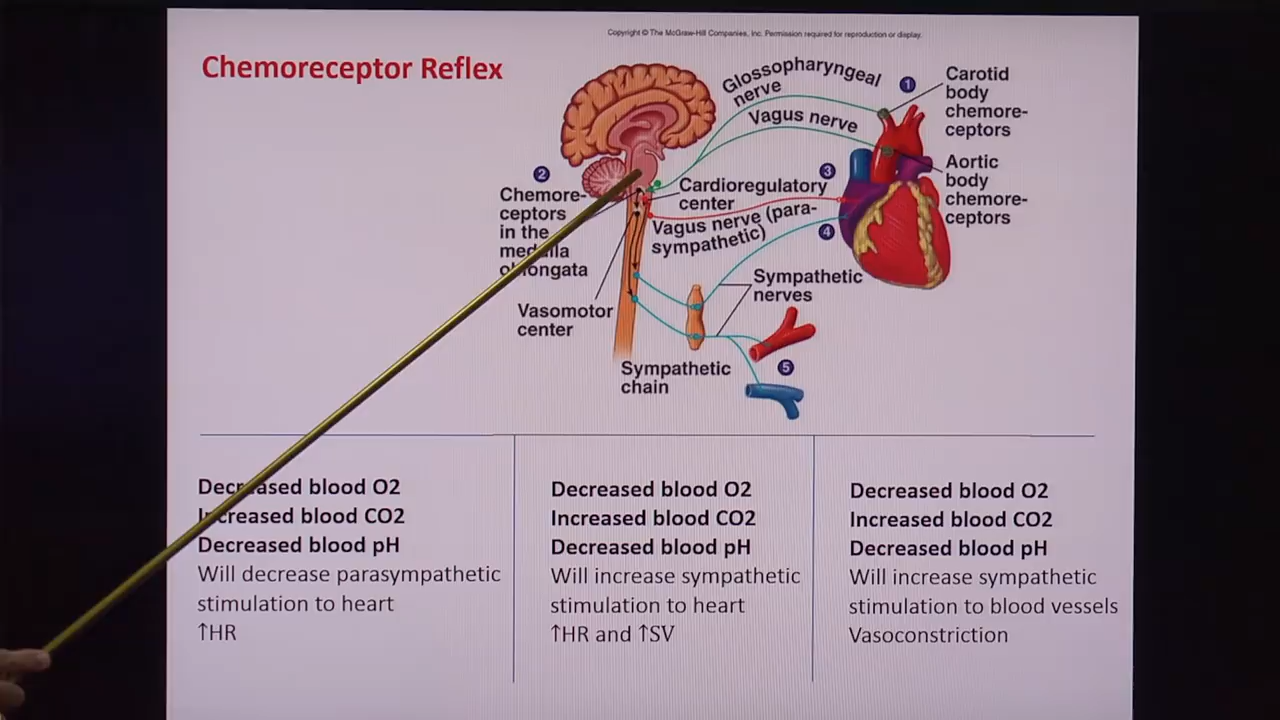 Copyright © The McGraw-Hill Companies, Inc. Permission required for reproduction or display.
Chemoreceptor Reflex
Glossopharyngeal
nerve
Vagus nerve
1
Carotid
body
chemore-
ceptors
Aortic
body
chemore-
ceptors
2
Chemore-
ceptors
in the
medulla
oblongata
3
Cardioregulatory
center
Vagus nerve (para-
sympathetic)
4
Sympathetic
nerves
Vasomotor
center
Sympathetic
chain
5
Decreased blood O2
Increased blood CO2
Decreased blood pH
Will decrease parasympathetic
stimulation to heart
↑HR
Decreased blood O2
Increased blood CO2
Decreased blood pH
Will increase sympathetic
stimulation to heart
↑HR and ↑SV
Decreased blood O2
Increased blood CO2
Decreased blood pH
Will increase sympathetic
stimulation to blood vessels
Vasoconstriction